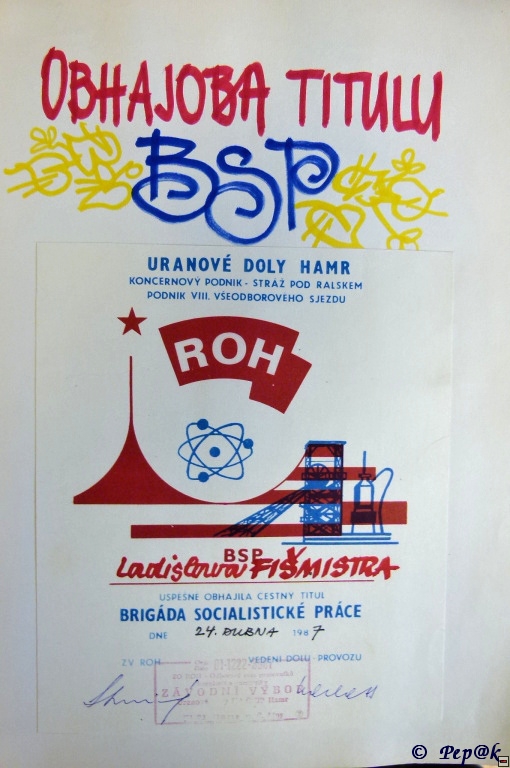 OBHAJOBA TITULU
BSP
URANOVÉ DOLY HAMR
KONCERNOVÝ PODNIK - STRÁŽ POD RALSKEM
PODNIK VIII. VŠEODBOROVÉHO SJEZDU
ROH
BSP
Ladislava FIŠMISTRA
ÚSPĚŠNĚ OBHÁJILA ČESTNÝ TITUL
BRIGÁDA SOCIALISTICKÉ PRÁCE
DNE 24. DUBNA 1987
ZV ROH VEDENÍ DOLU - PROVOZU
ZÁVODNÍ VÝBOR
© Pep@k